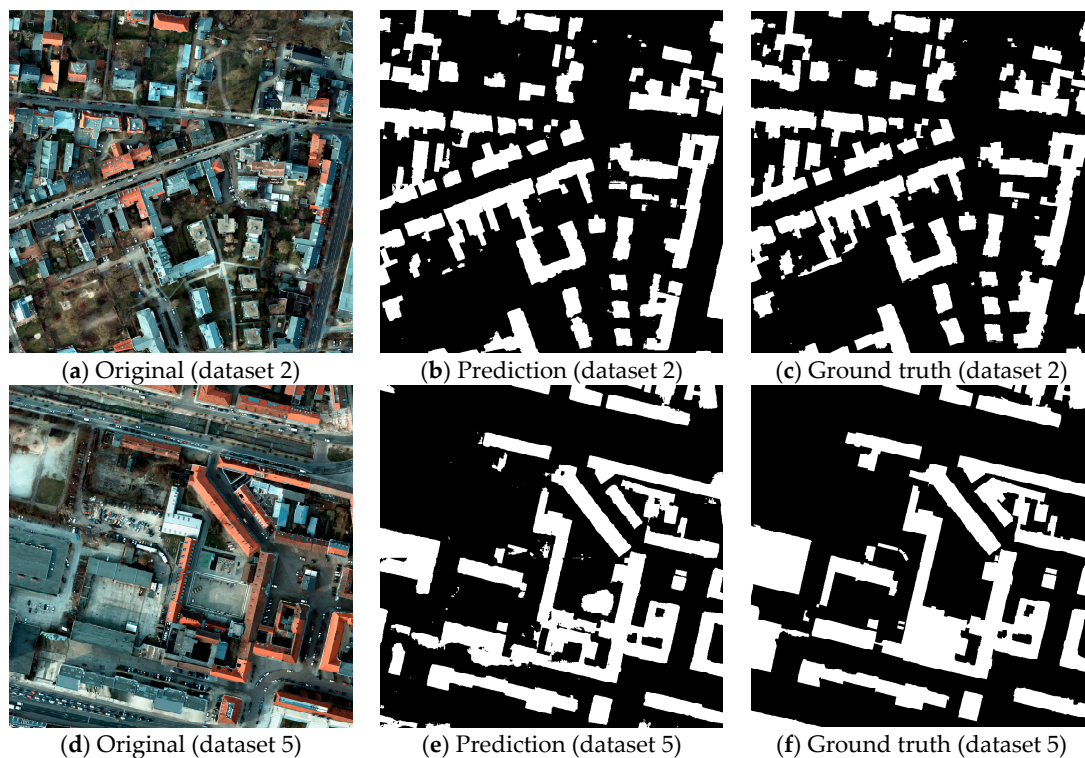 (a) Original (dataset 2) (b) Prediction (dataset 2) (c) Ground truth (dataset 2)
(d) Original (dataset 5) (e) Prediction (dataset 5) (f) Ground truth (dataset 5)